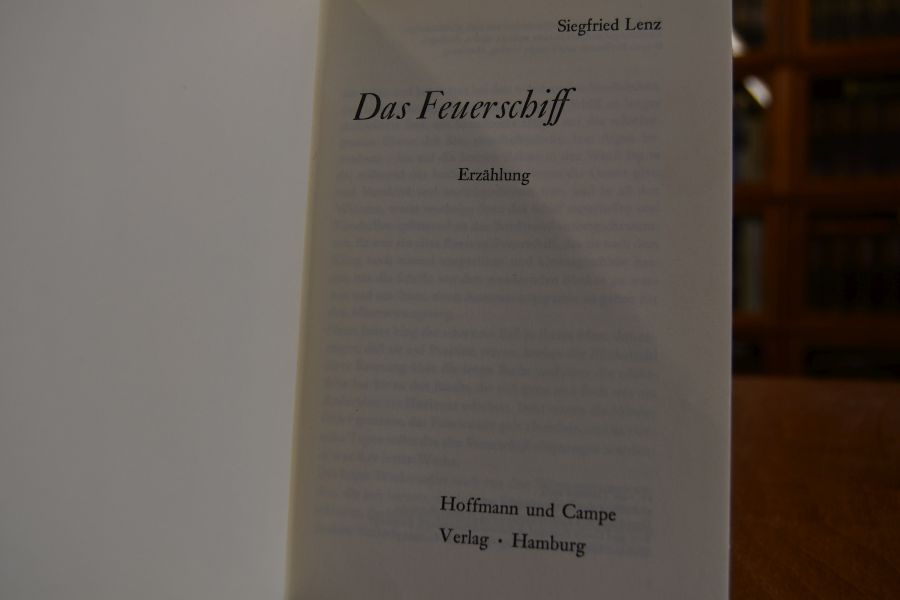 Siegfried Lenz
Das Feuerschiff
Erzählung
Hoffmann und Campe
Verlag · Hamburg